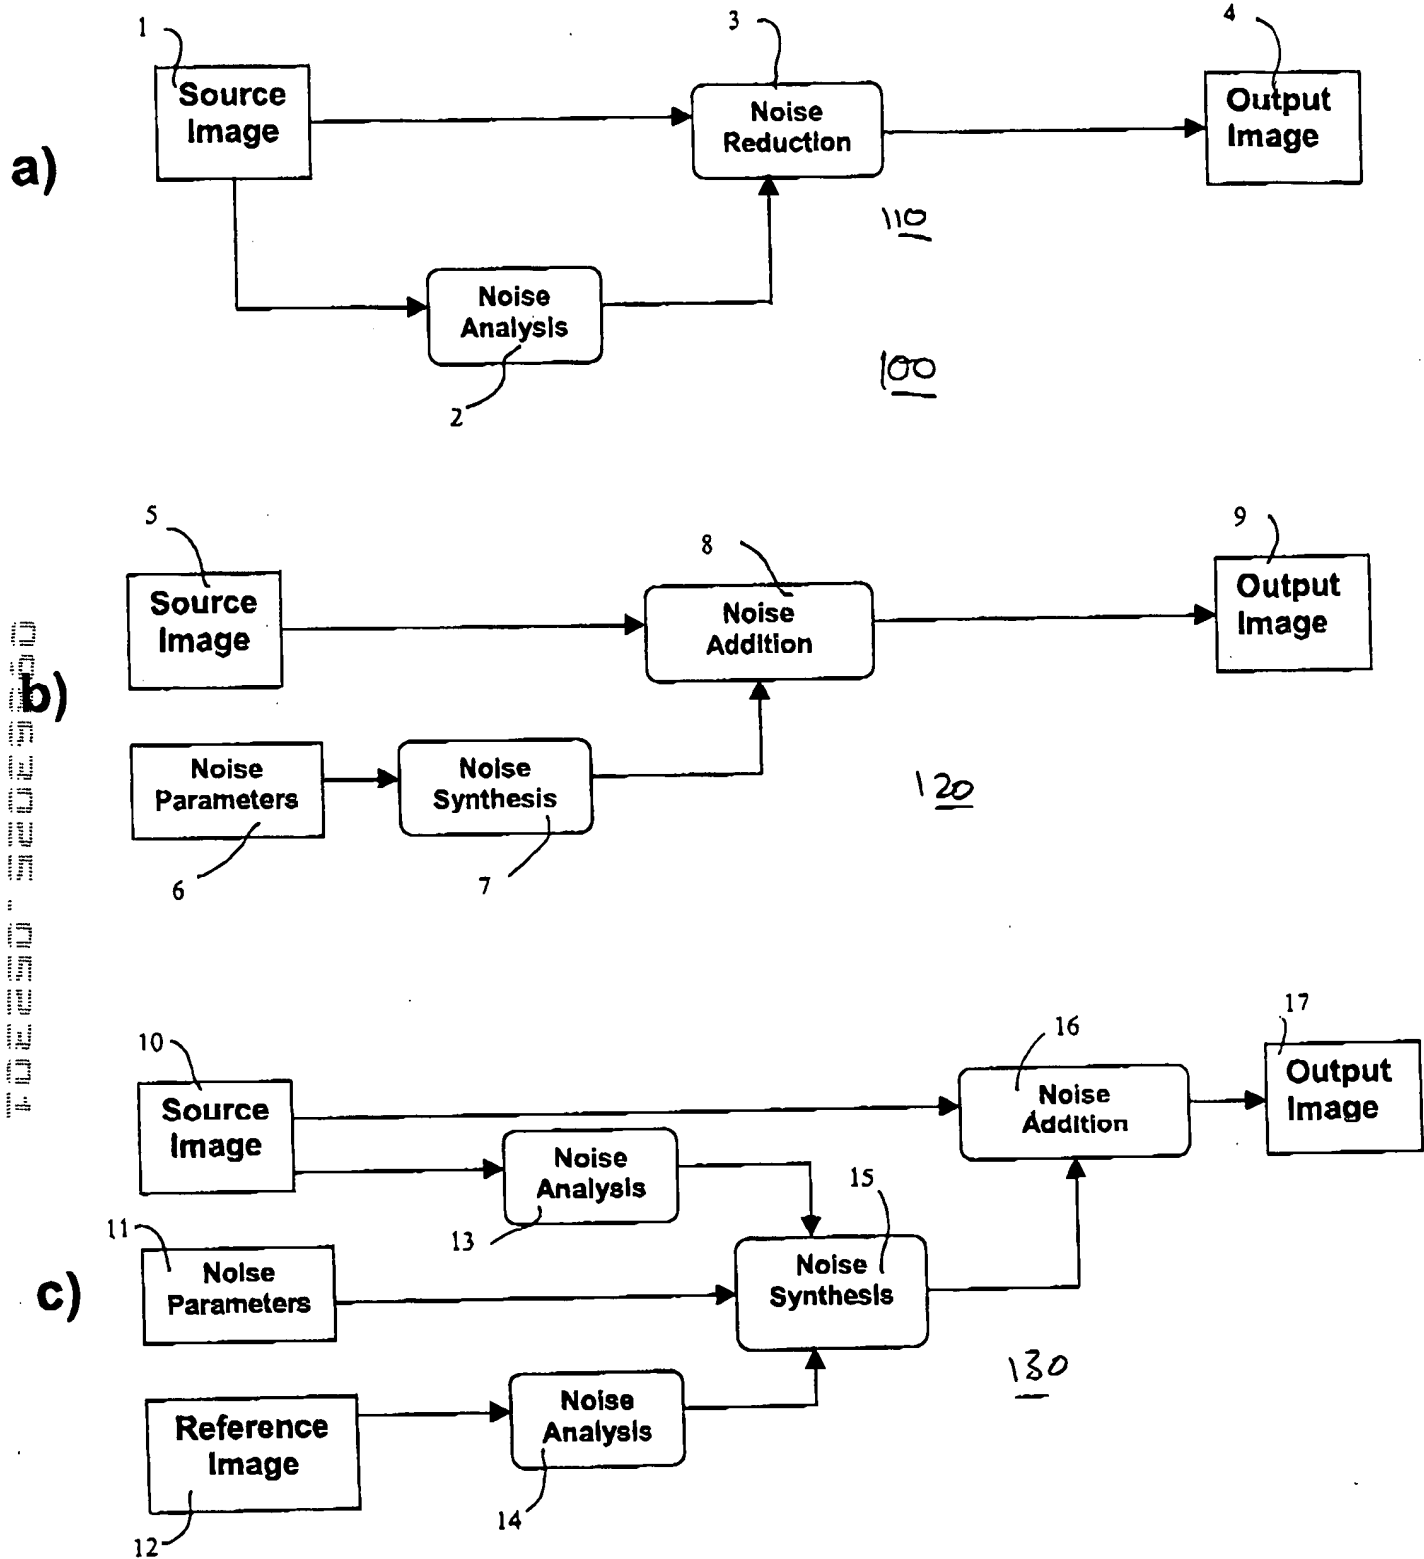 1
3
4
Source
Image
Noise
Reduction
Output
Image
a)
110
Noise
Analysis
2
100
5
8
9
Source
Image
Noise
Addition
Output
Image
b)
Noise
Parameters
Noise
Synthesis
120
6
7
10
16
17
Source
Image
Noise
Addition
Output
Image
Noise
Analysis
13
15
11
Noise
Parameters
Noise
Synthesis
c)
130
Reference
Image
Noise
Analysis
12
14